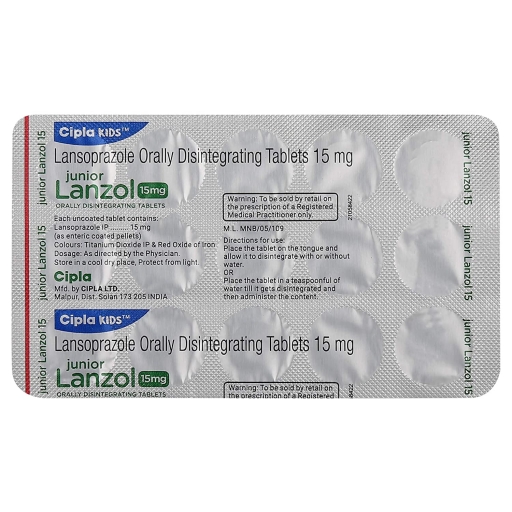 Cipla KIDS™
Lansoprazole Orally Disintegrating Tablets 15 mg
junior
Lanzol 15mg
ORALLY DISINTEGRATING TABLETS
Each uncoated tablet contains:
Lansoprazole IP ........ 15 mg
(as enteric coated pellets)
Colours: Titanium Dioxide IP & Red Oxide of Iron
Dosage: As directed by the Physician.
Store in a cool dry place, Protect from light.
Cipla
Mfd. by CIPLA LTD.
Malpur, Dist. Solan 173 205 INDIA
Warning: To be sold by retail on
the prescription of a Registered
Medical Practitioner only.
M.L. MNB/05/109
Directions for use:
Place the tablet on the tongue and
allow it to disintegrate with or without
water.
OR
Place the tablet in a teaspoonful of
water till it gets disintegrated and
then administer the content.
Cipla KIDS™
Lansoprazole Orally Disintegrating Tablets 15 mg
junior
Lanzol 15mg
ORALLY DISINTEGRATING TABLETS
Warning: To be sold by retail on
the prescription of a Registered
junior Lanzol 15
junior Lanzol 15
junior Lanzol 15
junior Lanzol 15
junior Lanzol 15
junior Lanzol 15